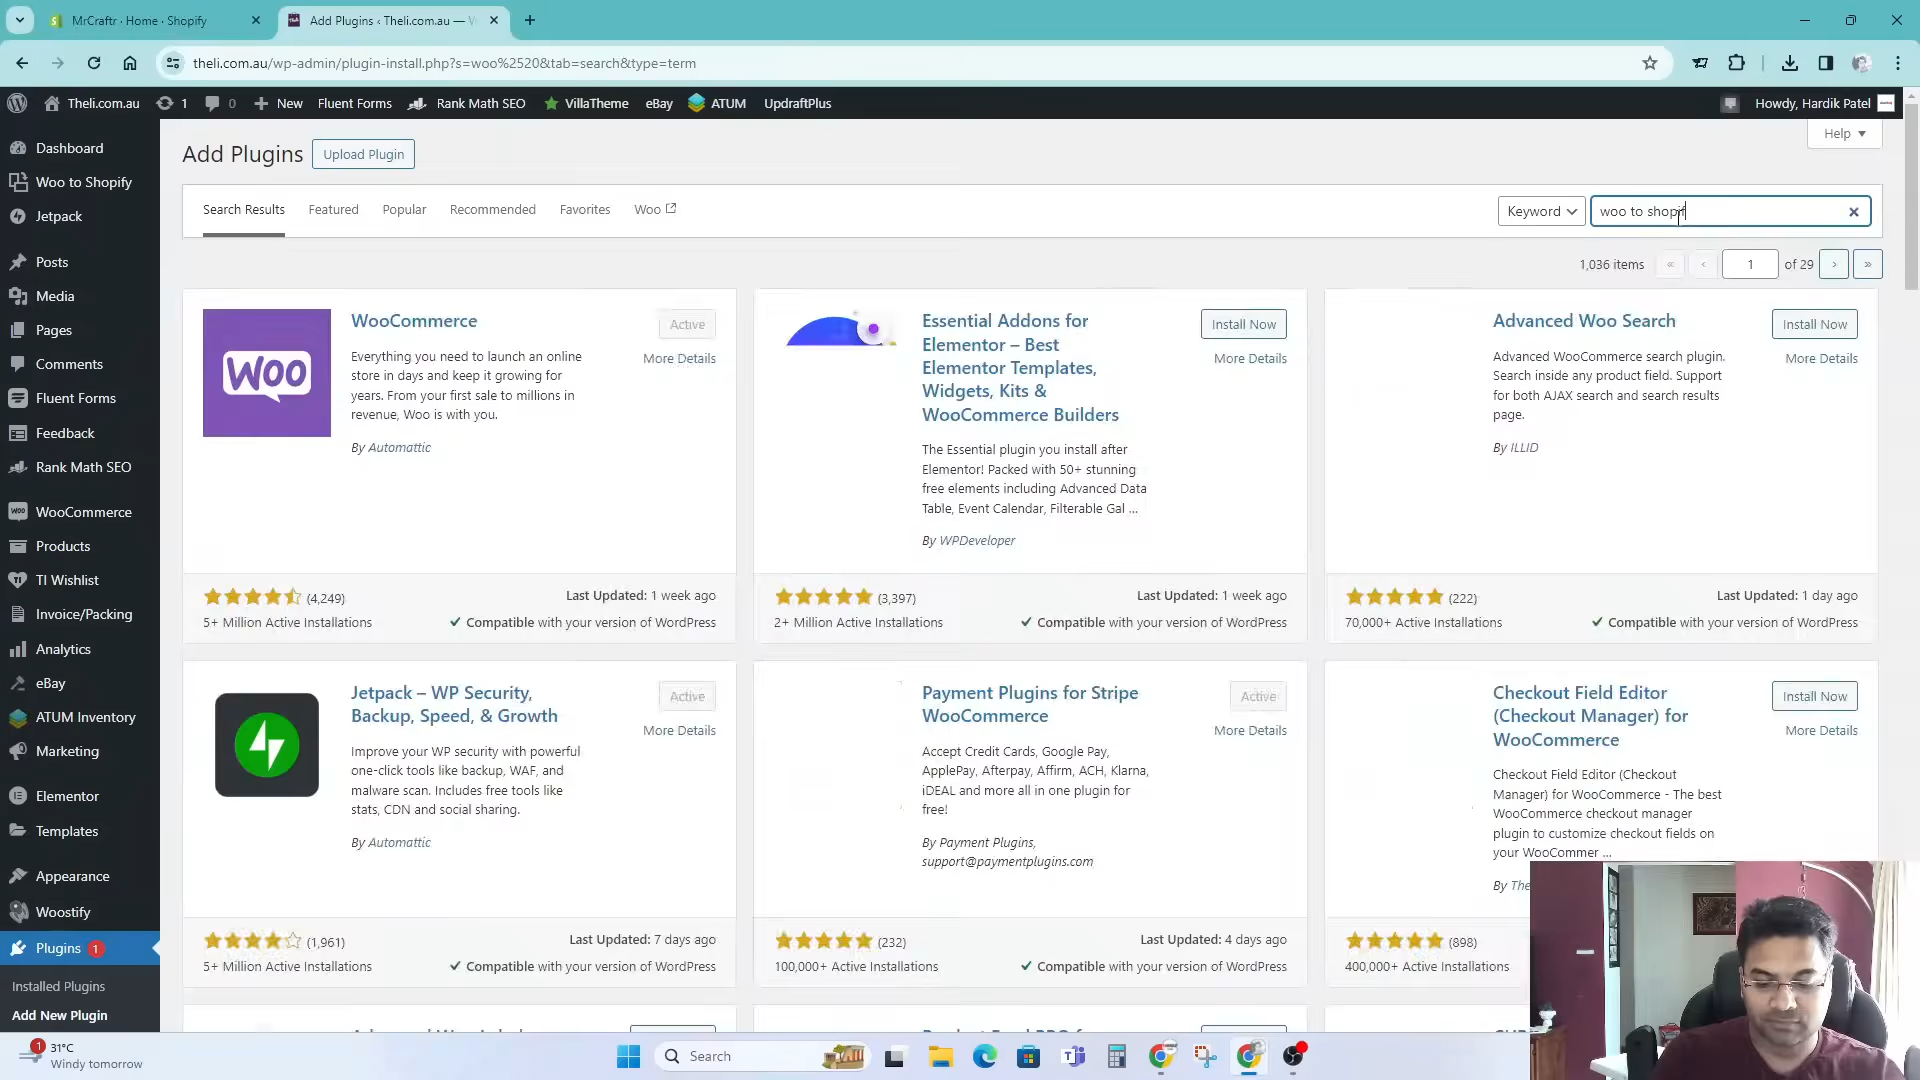 MrCraftr · Home · Shopify
Add Plugins ‹ Theli.com.au — W
theli.com.au/wp-admin/plugin-install.php?s=woo%2520&tab=search&type=term
Theli.com.au
1
0
New
Fluent Forms
Rank Math SEO
VillaTheme
eBay
ATUM
UpdraftPlus
Howdy, Hardik Patel
Help
Dashboard
Woo to Shopify
Jetpack
Posts
Media
Pages
Comments
Fluent Forms
Feedback
Rank Math SEO
WooCommerce
Products
TI Wishlist
Invoice/Packing
Analytics
eBay
ATUM Inventory
Marketing
Elementor
Templates
Appearance
Woostify
Plugins 1
Installed Plugins
Add New Plugin
Add Plugins
Upload Plugin
Search Results
Featured
Popular
Recommended
Favorites
Woo
Keyword
woo to shopif
1,036 items
«
‹
1
of 29
›
»
WOO
WooCommerce
Active
More Details
Everything you need to launch an online
store in days and keep it growing for
years. From your first sale to millions in
revenue, Woo is with you.
By Automattic
(4,249)
5+ Million Active Installations
Last Updated: 1 week ago
Compatible with your version of WordPress
Essential Addons for
Elementor – Best
Elementor Templates,
Widgets, Kits &
WooCommerce Builders
Install Now
More Details
The Essential plugin you install after
Elementor! Packed with 50+ stunning
free elements including Advanced Data
Table, Event Calendar, Filterable Gal ...
By WPDeveloper
(3,397)
2+ Million Active Installations
Last Updated: 1 week ago
Compatible with your version of WordPress
Advanced Woo Search
Install Now
More Details
Advanced WooCommerce search plugin.
Search inside any product field. Support
for both AJAX search and search results
page.
By ILLID
(222)
70,000+ Active Installations
Last Updated: 1 day ago
Compatible with your version of WordPress
Jetpack – WP Security,
Backup, Speed, & Growth
Active
More Details
Improve your WP security with powerful
one-click tools like backup, WAF, and
malware scan. Includes free tools like
stats, CDN and social sharing.
By Automattic
(1,961)
5+ Million Active Installations
Last Updated: 7 days ago
Compatible with your version of WordPress
Payment Plugins for Stripe
WooCommerce
Active
More Details
Accept Credit Cards, Google Pay,
ApplePay, Afterpay, Affirm, ACH, Klarna,
iDEAL and more all in one plugin for
free!
By Payment Plugins,
support@paymentplugins.com
(232)
100,000+ Active Installations
Last Updated: 4 days ago
Compatible with your version of WordPress
Checkout Field Editor
(Checkout Manager) for
WooCommerce
Install Now
More Details
Checkout Field Editor (Checkout
Manager) for WooCommerce - The best
WooCommerce checkout manager
plugin to customize checkout fields on
your WooCommer ...
By The
(898)
400,000+ Active Installations
1
31°C
Windy tomorrow
Search